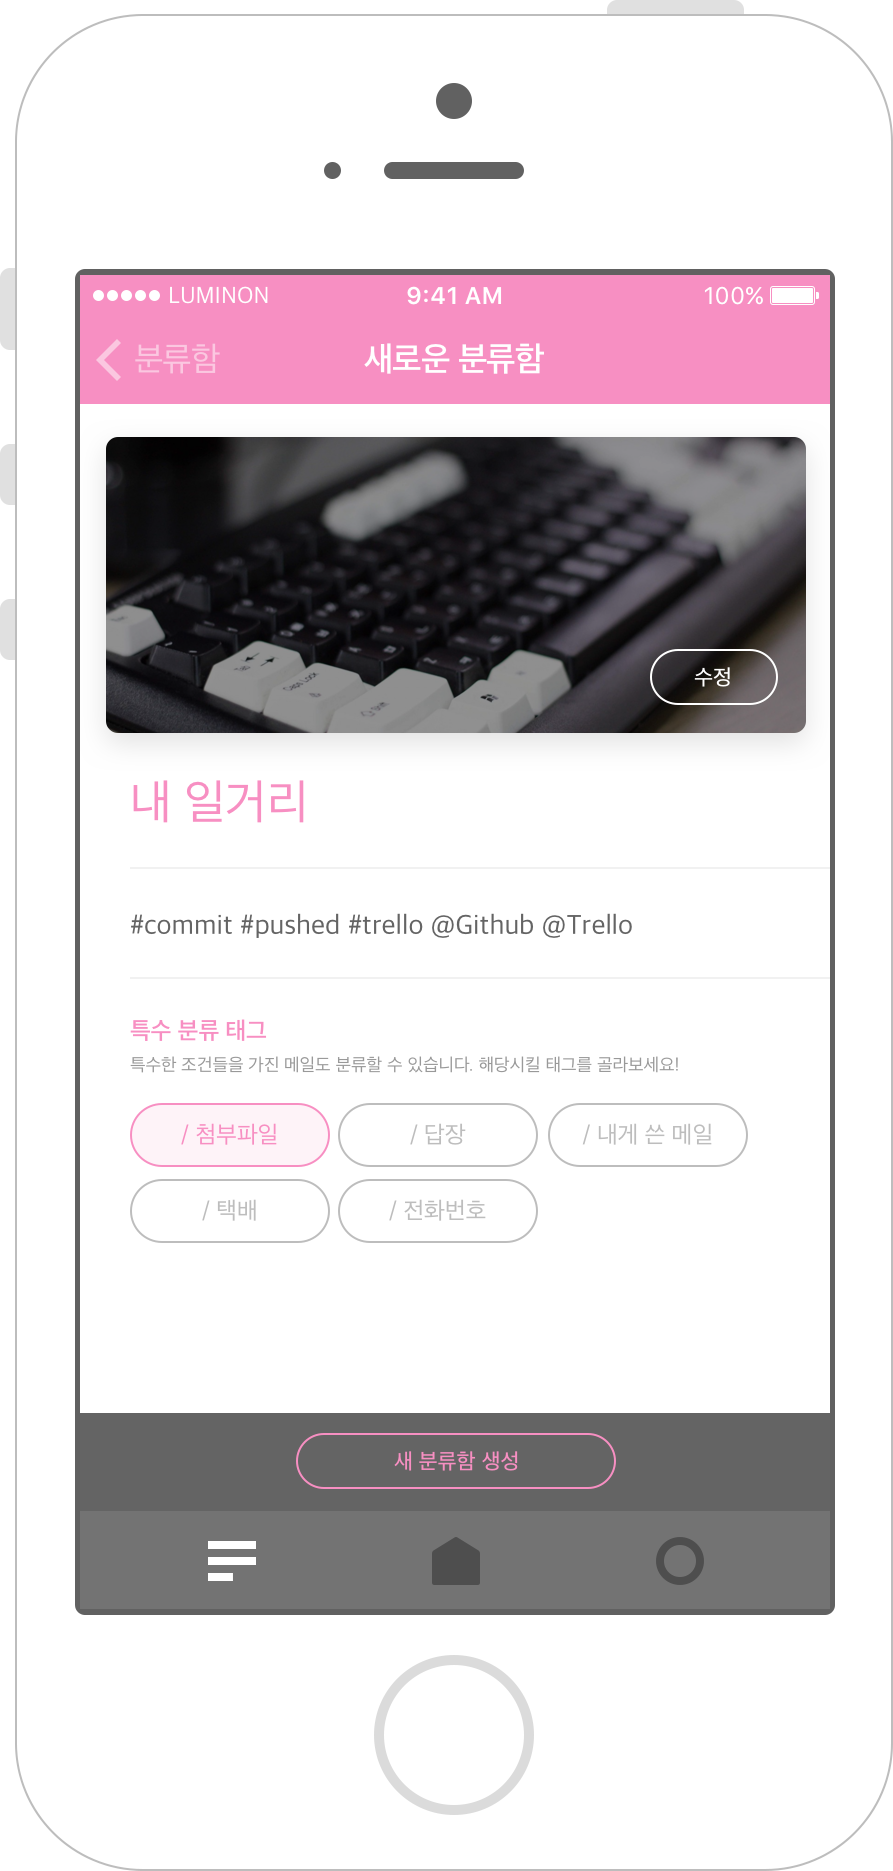 LUMINON 9:41 AM 100%
분류함 새로운 분류함
Caps Lock
수정
내 일거리
#commit #pushed #trello @Github @Trello
특수 분류 태그
특수한 조건들을 가진 메일도 분류할 수 있습니다. 해당시킬 태그를 골라보세요!
/ 첨부파일 / 답장 / 내게 쓴 메일
/ 택배 / 전화번호
새 분류함 생성